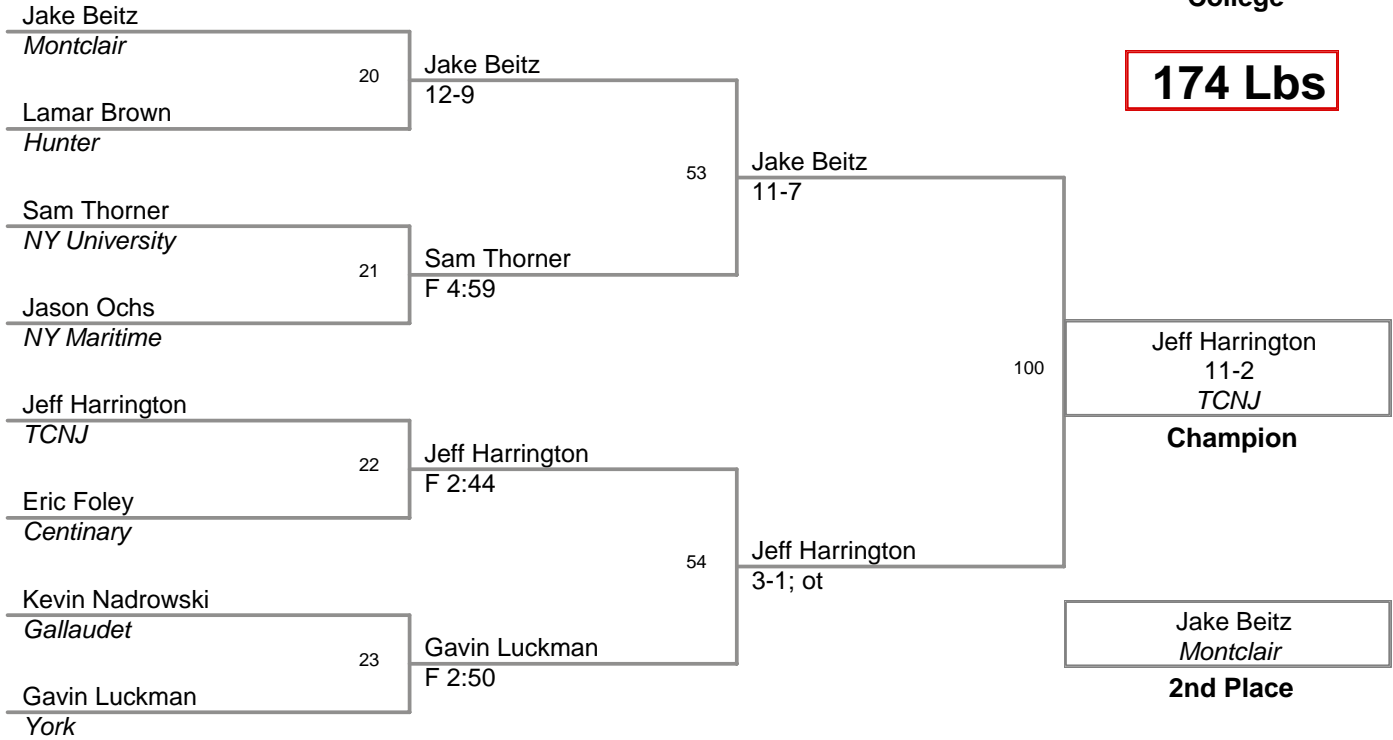 College
174 Lbs
Jake Beitz
Montclair
20
Lamar Brown
Hunter
Sam Thorner
NY University
21
Jason Ochs
NY Maritime
Jeff Harrington
TCNJ
22
Eric Foley
Centinary
Kevin Nadrowski
Gallaudet
23
Gavin Luckman
York
Jake Beitz
12-9
53
Sam Thorner
F 4:59
Jeff Harrington
F 2:44
54
Gavin Luckman
F 2:50
Jake Beitz
11-7
100
Jeff Harrington
3-1; ot
Jeff Harrington
11-2
TCNJ
Champion
Jake Beitz
Montclair
2nd Place